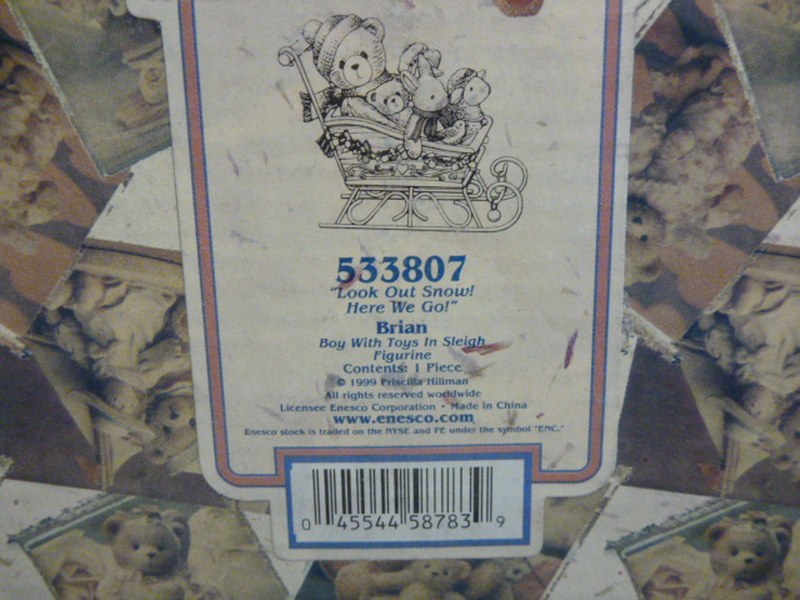 533807
"Look Out Snow!
Here We Go!"
Brian
Boy With Toys In Sleigh
Figurine
Contents: 1 Piece
© 1999 Priscilla Hillman
All rights reserved worldwide
Licensee Enesco Corporation • Made in China
www.enesco.com
Enesco stock is traded on the NYSE and PE under the symbol "ENC."
0 45544 58783 9